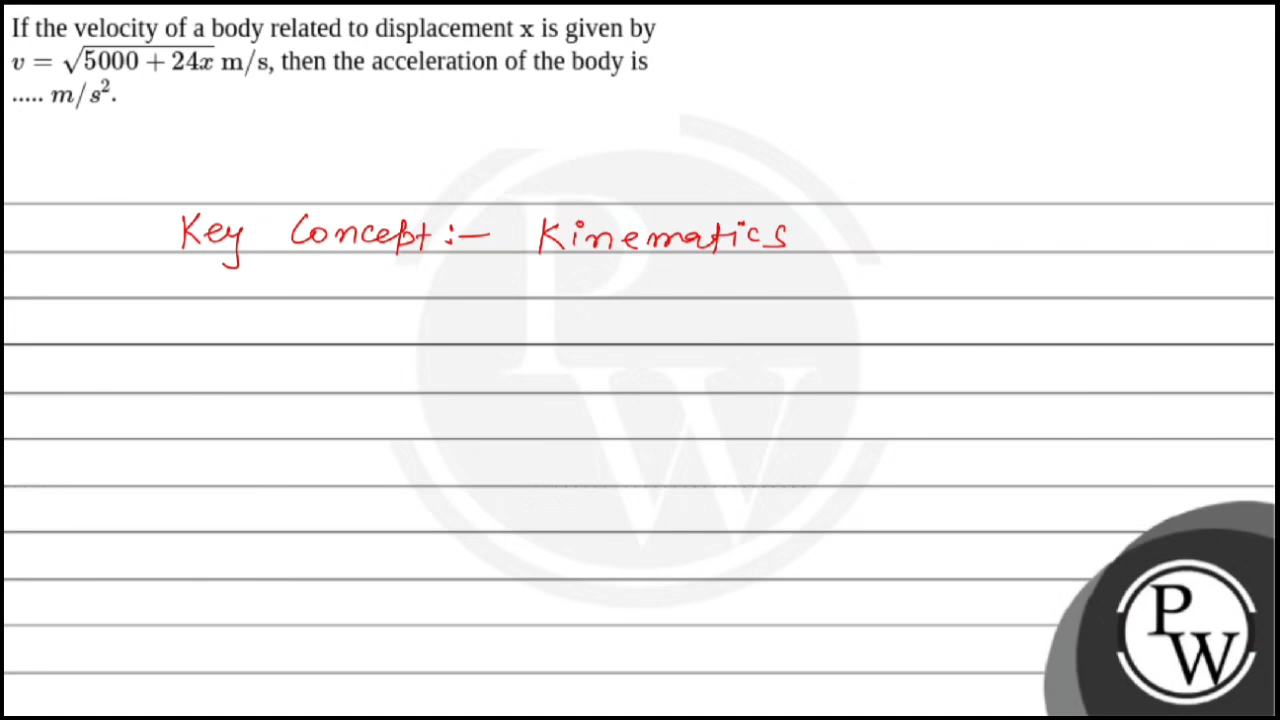 If the velocity of a body related to displacement x is given by
v = √5000 + 24x m/s, then the acceleration of the body is
..... m/s².
Key Concept :- Kinematics
P
W
P
W